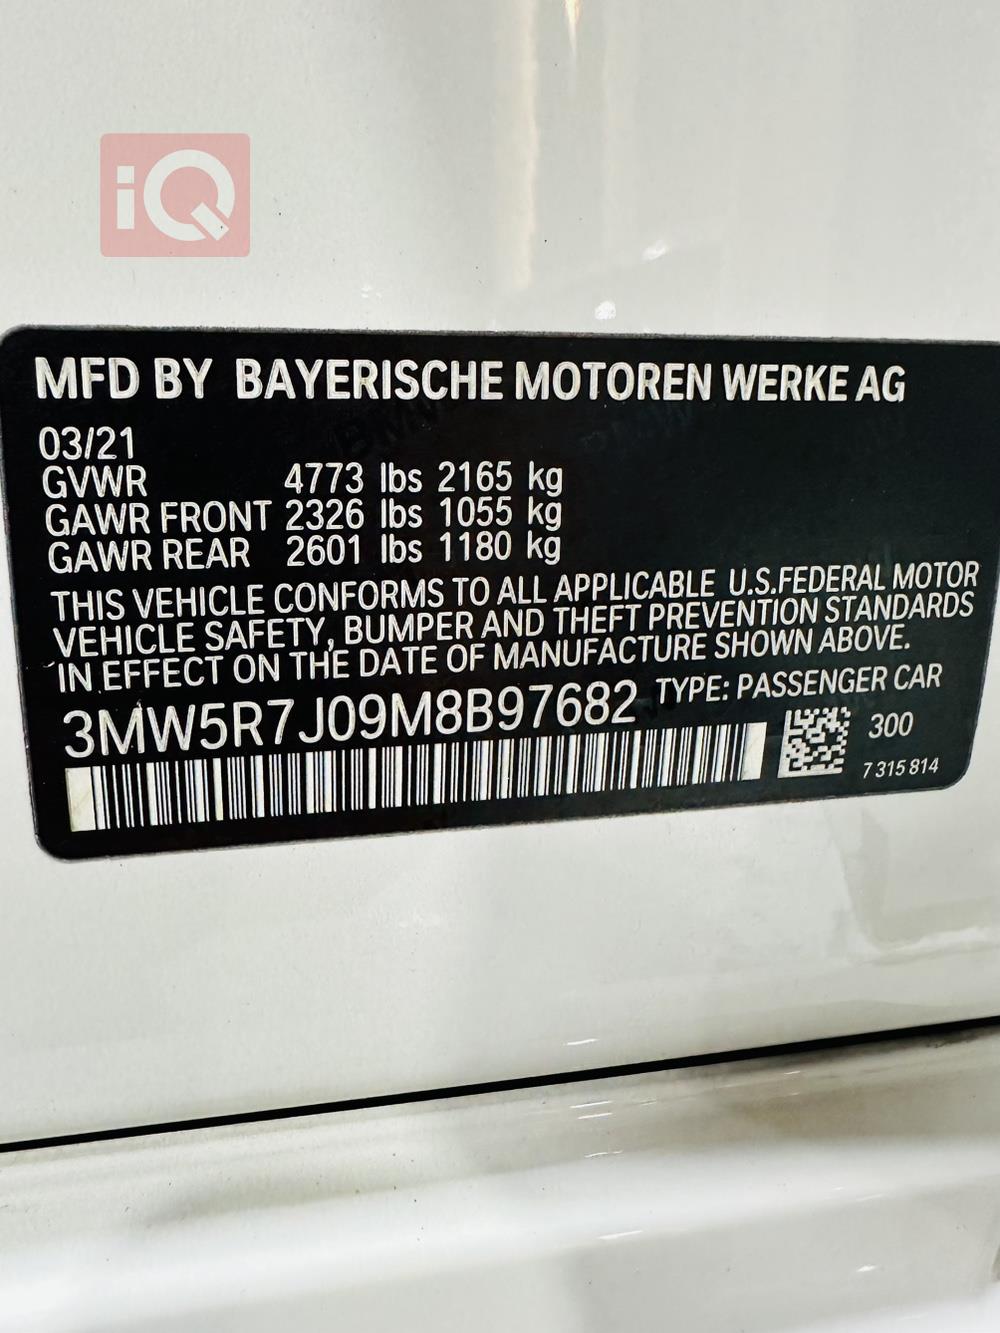 iQ
MFD BY BAYERISCHE MOTOREN WERKE AG
03/21
GVWR 4773 lbs 2165 kg
GAWR FRONT 2326 lbs 1055 kg
GAWR REAR 2601 lbs 1180 kg
THIS VEHICLE CONFORMS TO ALL APPLICABLE U.S.FEDERAL MOTOR
VEHICLE SAFETY, BUMPER AND THEFT PREVENTION STANDARDS
IN EFFECT ON THE DATE OF MANUFACTURE SHOWN ABOVE.
3MW5R7J09M8B97682 TYPE: PASSENGER CAR
300
7 315 814